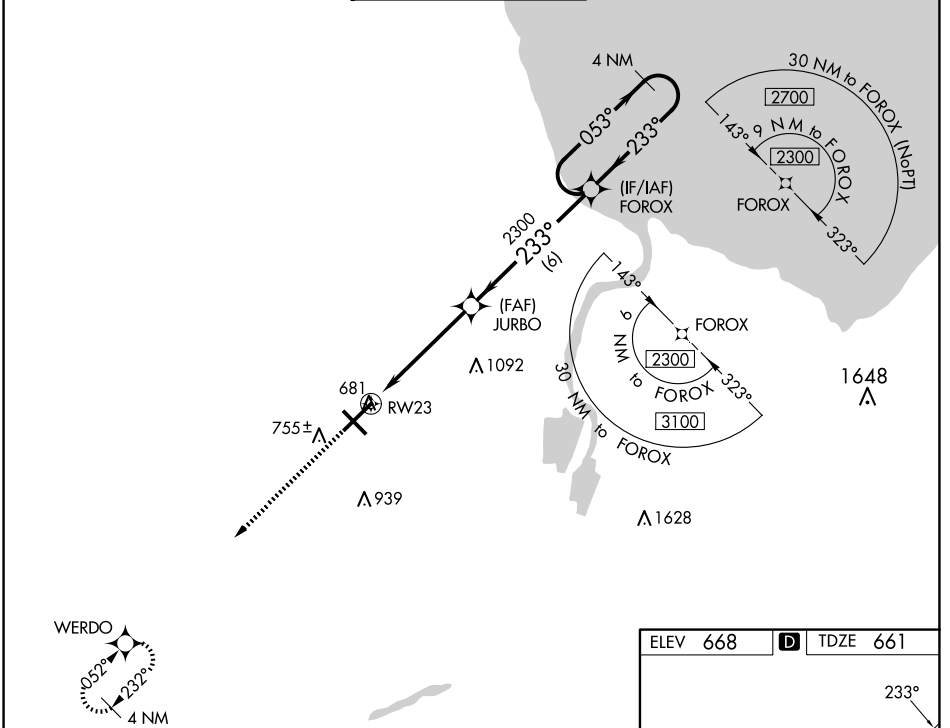 4 NM
053°
233°
(IF/IAF)
FOROX
30 NM to FOROX (NoPT)
2700
143°
9 NM to FOROX
2300
FOROX
323°
2300
233°
(6)
(FAF)
JURBO
143°
FOROX
9 NM to FOROX
2300
323°
30 NM to FOROX
3100
1092
681
RW23
755±
1648
939
1628
WERDO
052°
232°
4 NM
ELEV 668 D TDZE 661
233°